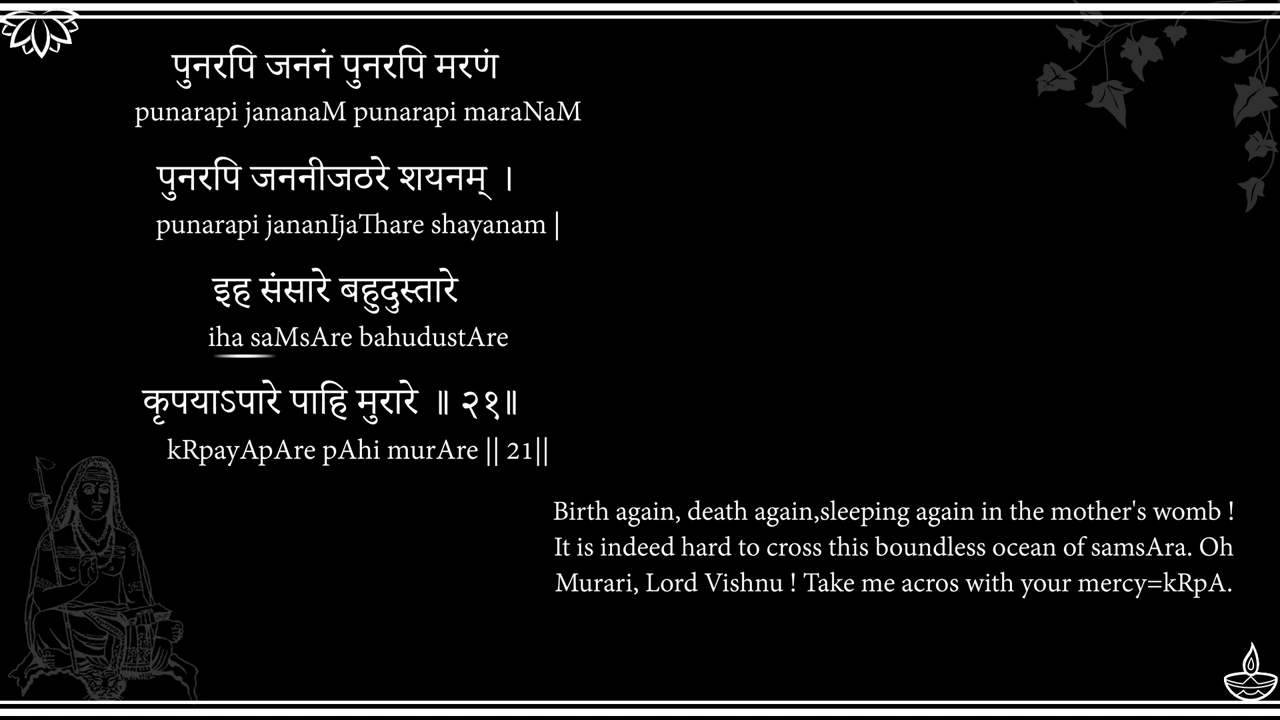 पुनरपि जननं पुनरपि मरणं
punarapi jananaM punarapi maraNaM
पुनरपि जननीजठरे शयनम् ।
punarapi jananIjaThare shayanam |
इह संसारे बहुदुस्तारे
iha saMsAre bahudustAre
कृपयाऽपारे पाहि मुरारे ॥ २१॥
kRpayApAre pAhi murAre || 21||
Birth again, death again,sleeping again in the mother's womb !
It is indeed hard to cross this boundless ocean of samsAra. Oh
Murari, Lord Vishnu ! Take me acros with your mercy=kRpA.